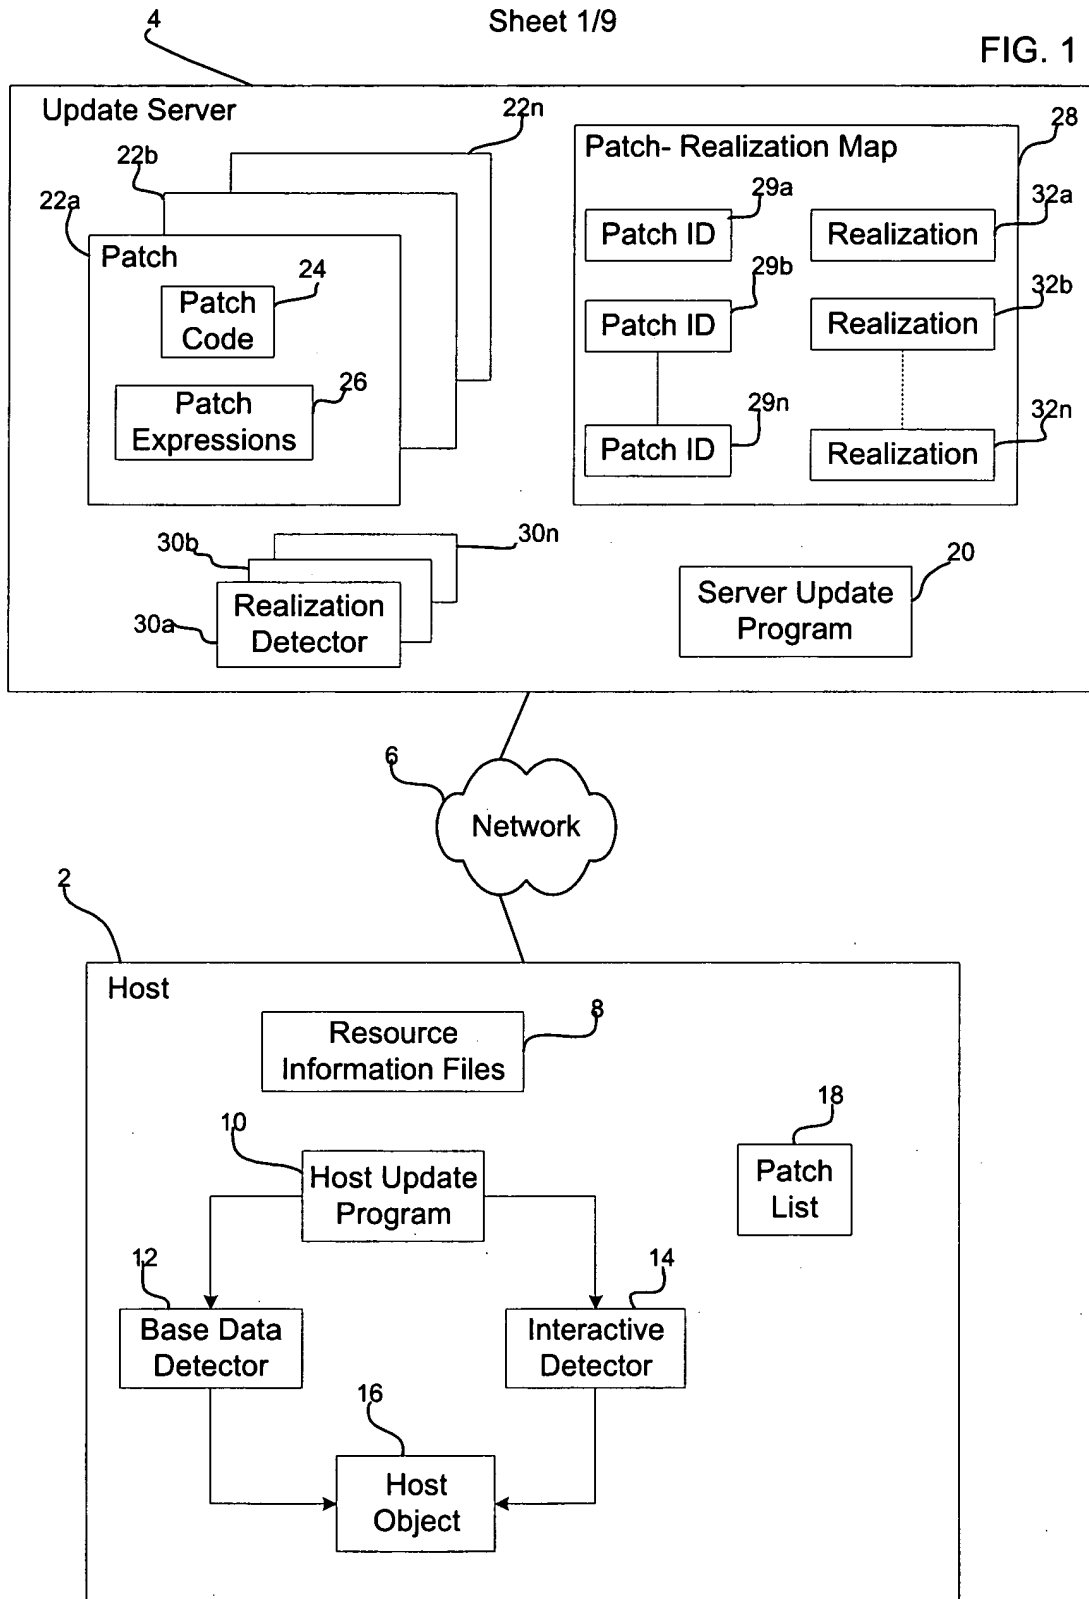 Sheet 1/9
FIG. 1
4
Update Server
22n
22b
22a
Patch
24
Patch
Code
26
Patch
Expressions
28
Patch- Realization Map
29a
32a
Patch ID
Realization
29b
32b
Patch ID
Realization
29n
32n
Patch ID
Realization
30n
30b
30a
Realization
Detector
20
Server Update
Program
6
Network
2
Host
8
Resource
Information Files
10
Host Update
Program
18
Patch
List
12
Base Data
Detector
14
Interactive
Detector
16
Host
Object